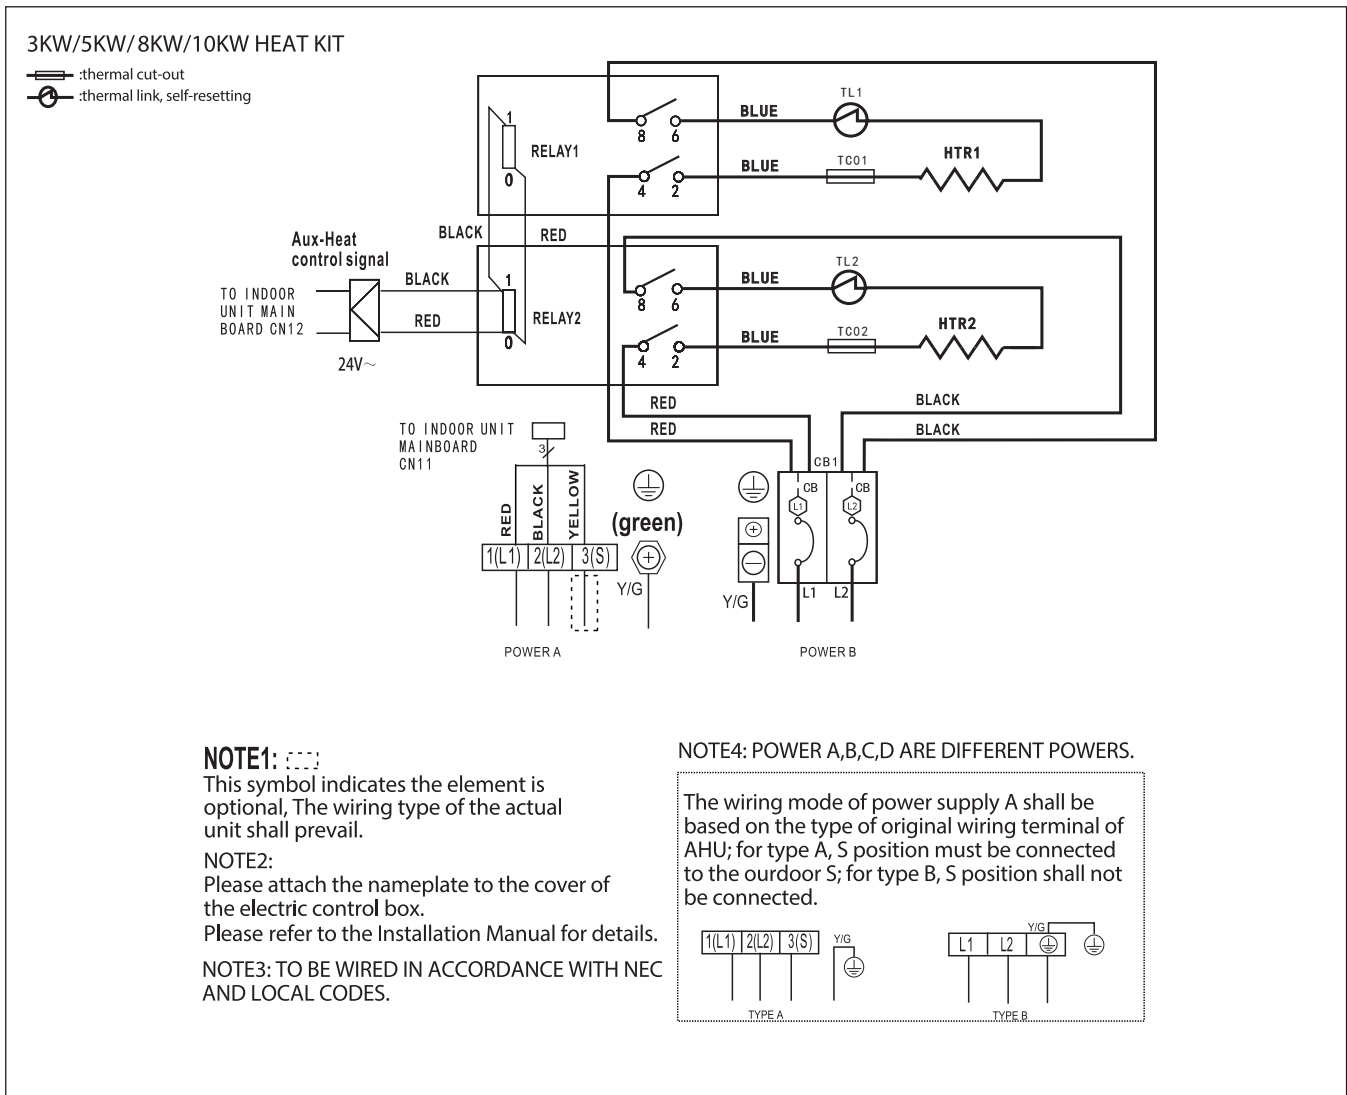 3KW/5KW/8KW/10KW HEAT KIT
:thermal cut-out
:thermal link, self-resetting
1
RELAY1
0
8
6
4
2
BLUE
TL1
BLUE
TCO1
HTR1
BLACK
RED
Aux-Heat
control signal
TO INDOOR
UNIT MAIN
BOARD CN12
24V~
BLACK
RED
1
RELAY2
0
8
6
4
2
BLUE
TL2
BLUE
TCO2
HTR2
RED
RED
BLACK
BLACK
TO INDOOR UNIT
MAINBOARD
CN11
3
RED
BLACK
YELLOW
1(L1)
2(L2)
3(S)
(green)
Y/G
POWER A
CB1
CB
CB
L1
L2
Y/G
L1
L2
POWER B
NOTE1:
This symbol indicates the element is
optional, The wiring type of the actual
unit shall prevail.
NOTE2:
Please attach the nameplate to the cover of
the electric control box.
Please refer to the Installation Manual for details.
NOTE3: TO BE WIRED IN ACCORDANCE WITH NEC
AND LOCAL CODES.
NOTE4: POWER A,B,C,D ARE DIFFERENT POWERS.
The wiring mode of power supply A shall be
based on the type of original wiring terminal of
AHU; for type A, S position must be connected
to the ourdoor S; for type B, S position shall not
be connected.
1(L1)
2(L2)
3(S)
Y/G
TYPE A
L1
L2
Y/G
TYPE B